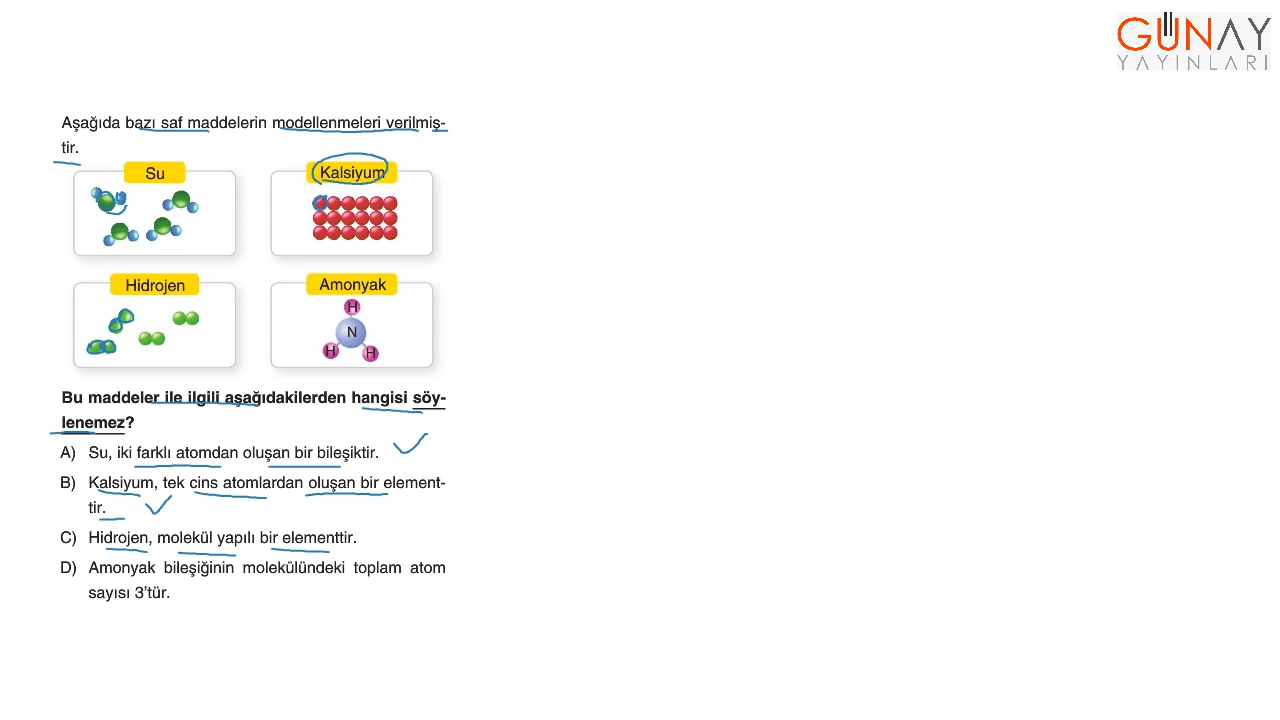 GÜNAY
YAYINLARI
Aşağıda bazı saf maddelerin modellenmeleri verilmiş-
tir.
Su
Kalsiyum
Hidrojen
Amonyak
H
N
H
H
Bu maddeler ile ilgili aşağıdakilerden hangisi söy-
lenemez?
A) Su, iki farklı atomdan oluşan bir bileşiktir.
B) Kalsiyum, tek cins atomlardan oluşan bir element-
tir.
C) Hidrojen, molekül yapılı bir elementtir.
D) Amonyak bileşiğinin molekülündeki toplam atom
sayısı 3'tür.